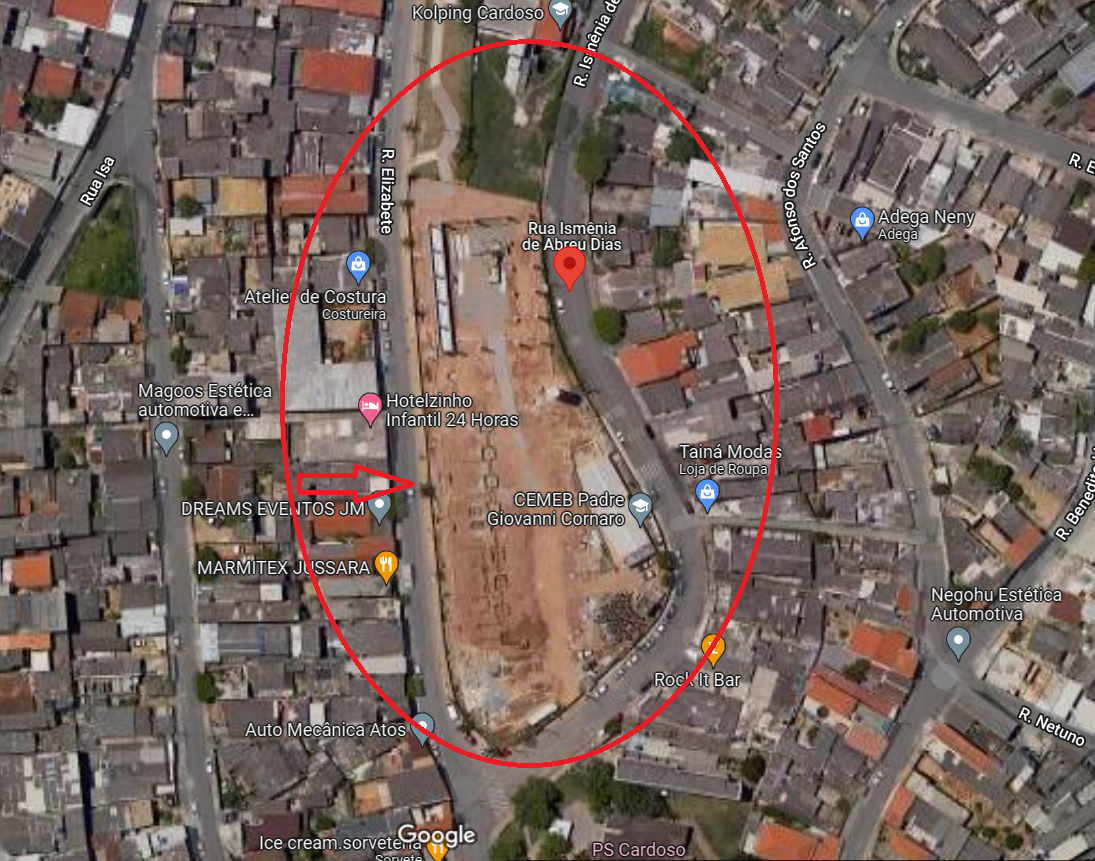 Kolping Cardoso
R. Ismênia de
Rua Isa
R. Elizabete
R. Afonso dos Santos
Adega Neny
Adega
Rua Ismênia
de Abreu Dias
Atelier de Costura
Costureira
Magoos Estética
automotiva e...
Hotelzinho
Infantil 24 Horas
Tainá Modas
Loja de Roupa
CEMEB Padre
Giovanni Cornaro
DREAMS EVENTOS JM
MARMITEX JUSSARA
R. Benedito
Negohu Estética
Automotiva
Rock It Bar
R. Netuno
Auto Mecânica Atos
Google
Ice cream.sorveteria
Sorvete
PS Cardoso